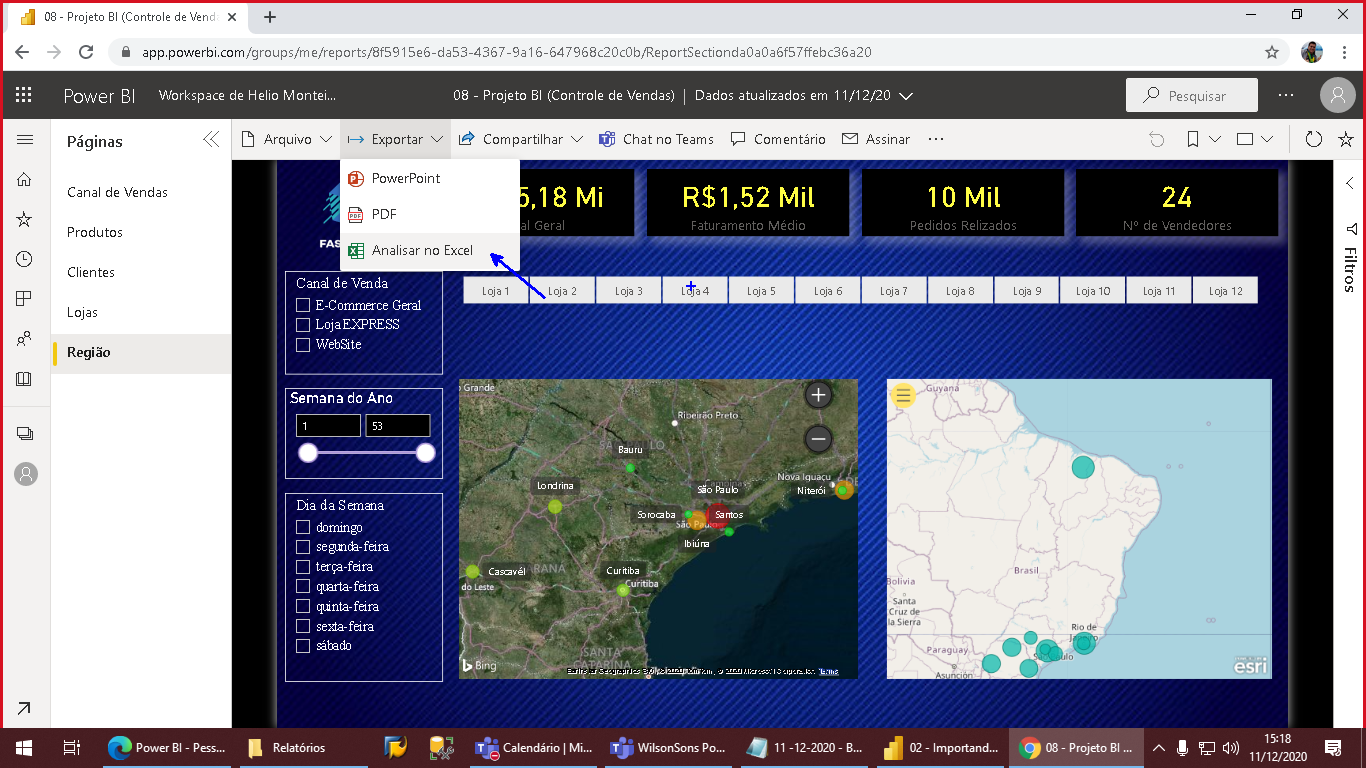 08 - Projeto BI (Controle de Venda
app.powerbi.com/groups/me/reports/8f5915e6-da53-4367-9a16-647968c20c0b/ReportSectionda0a0a6f57ffebc36a20
Power BI Workspace de Helio Montei... 08 - Projeto BI (Controle de Vendas) | Dados atualizados em 11/12/20 Pesquisar
Páginas
Arquivo Exportar Compartilhar Chat no Teams Comentário Assinar
Canal de Vendas
Produtos
Clientes
Lojas
Região
PowerPoint
PDF
Analisar no Excel
FAS
5,18 Mi
al Geral
R$1,52 Mil
Faturamento Médio
10 Mil
Pedidos Relizados
24
Nº de Vendedores
Filtros
Loja 1 Loja 2 Loja 3 Loja 4 Loja 5 Loja 6 Loja 7 Loja 8 Loja 9 Loja 10 Loja 11 Loja 12
Canal de Venda
E-Commerce Geral
Loja EXPRESS
WebSite
Semana do Ano
1 53
Dia da Semana
domingo
segunda-feira
terça-feira
quarta-feira
quinta-feira
sexta-feira
sábado
o Grande
Ribeirão Preto
SÃO PAULO
Bauru
Nova Iguaçu
Londrina
Campinas
São Paulo
Niterói
Sorocaba
Santos
São Paulo
Ibiúna
RANA
Cascavél
Curitiba
Curitiba
do Leste
SANTA
CATARINA
Bing
Terms
Guyana
Brasil
Bolivia
Santa
Cruz de
la Sierra
Rio de
Janeiro
Paraguay
São Paulo
Asunción
esri
Power BI - Pess... Relatórios Calendário | Mi... WilsonSons Po... 11 -12-2020 - B... 02 - Importand... 08 - Projeto BI ...
15:18
11/12/2020